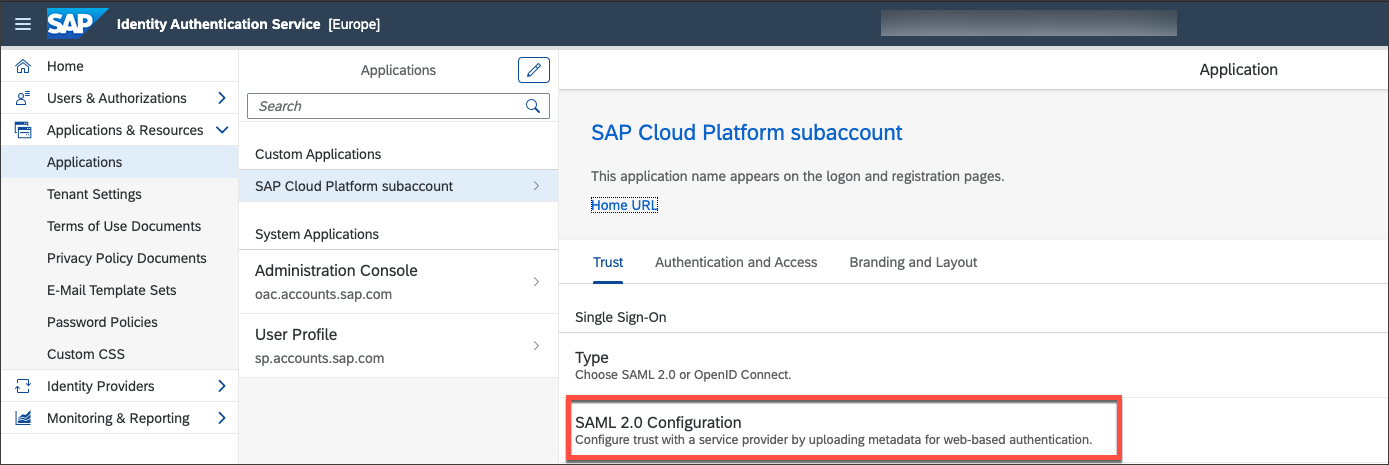 SAP Identity Authentication Service [Europe]
Home
Users & Authorizations
Applications & Resources
Applications
Tenant Settings
Terms of Use Documents
Privacy Policy Documents
E-Mail Template Sets
Password Policies
Custom CSS
Identity Providers
Monitoring & Reporting
Applications
Search
Custom Applications
SAP Cloud Platform subaccount
System Applications
Administration Console
oac.accounts.sap.com
User Profile
sp.accounts.sap.com
Application
SAP Cloud Platform subaccount
This application name appears on the logon and registration pages.
Home URL
Trust Authentication and Access Branding and Layout
Single Sign-On
Type
Choose SAML 2.0 or OpenID Connect.
SAML 2.0 Configuration
Configure trust with a service provider by uploading metadata for web-based authentication.